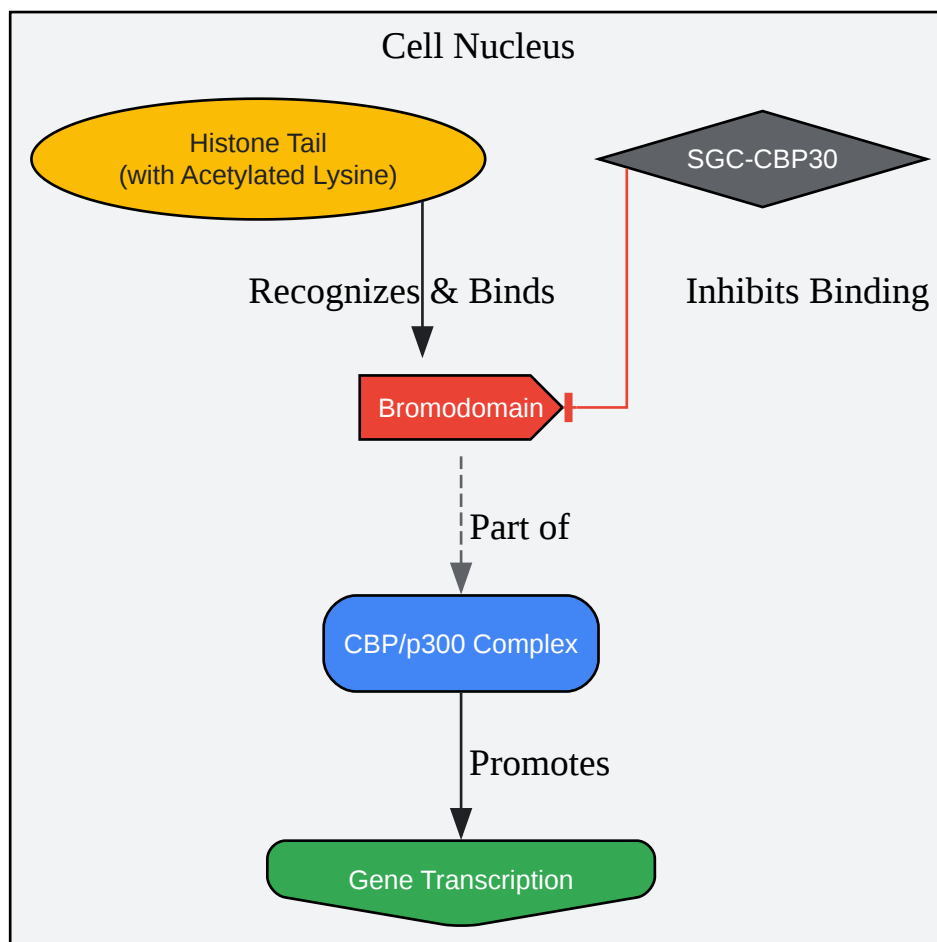 Cell Nucleus
Histone Tail
(with Acetylated Lysine)
SGC-CBP30
Recognizes & Binds
Inhibits Binding
Bromodomain
Part of
CBP/p300 Complex
Promotes
Gene Transcription